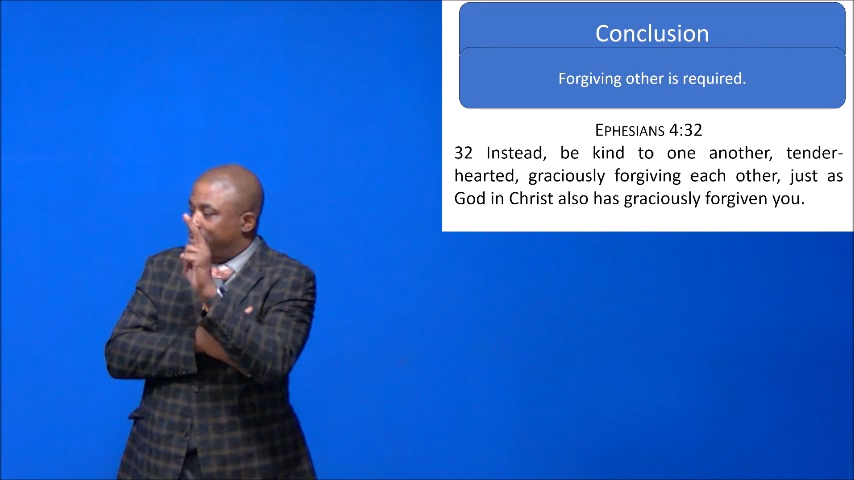 Conclusion
Forgiving other is required.
EPHESIANS 4:32
32 Instead, be kind to one another, tender-
hearted, graciously forgiving each other, just as
God in Christ also has graciously forgiven you.